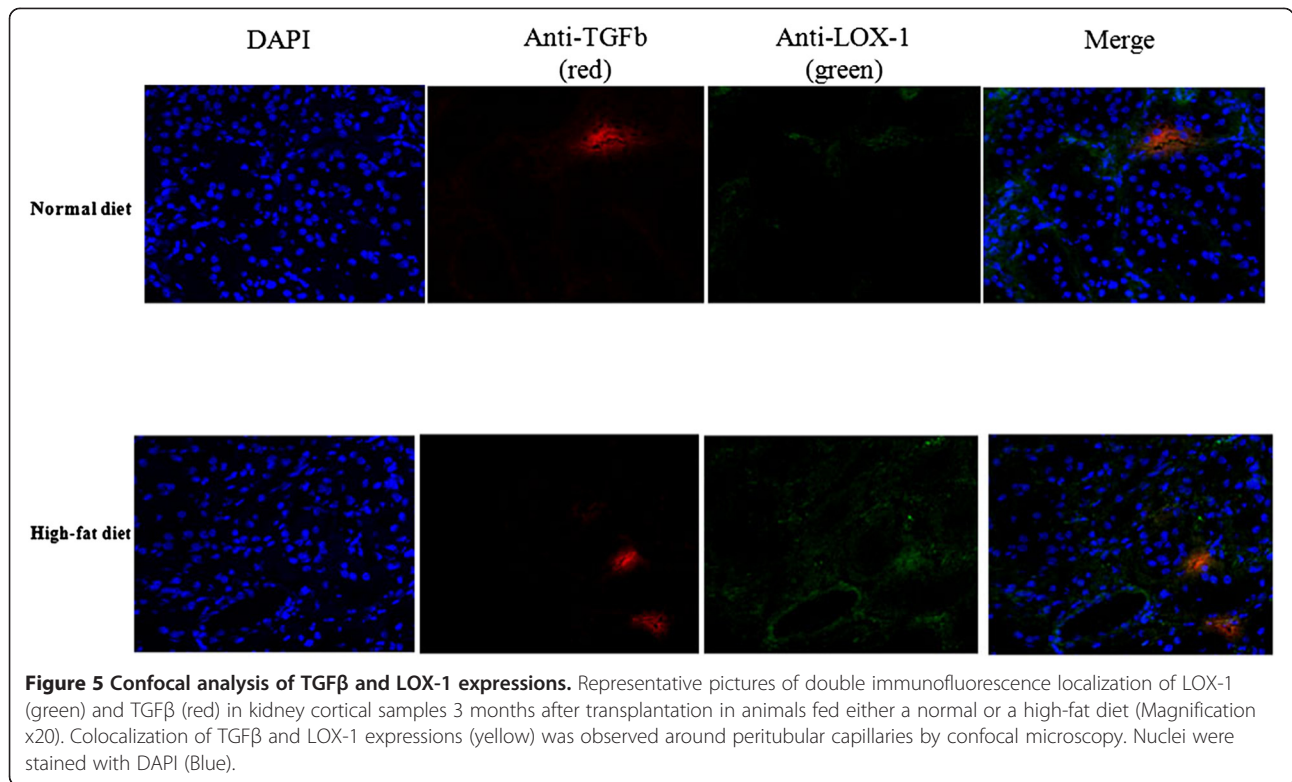 DAPI Anti-TGFb Anti-LOX-1 Merge
(red) (green)
Normal diet
High-fat diet
Figure 5 Confocal analysis of TGFβ and LOX-1 expressions. Representative pictures of double immunofluorescence localization of LOX-1
(green) and TGFβ (red) in kidney cortical samples 3 months after transplantation in animals fed either a normal or a high-fat diet (Magnification
x20). Colocalization of TGFβ and LOX-1 expressions (yellow) was observed around peritubular capillaries by confocal microscopy. Nuclei were
stained with DAPI (Blue).